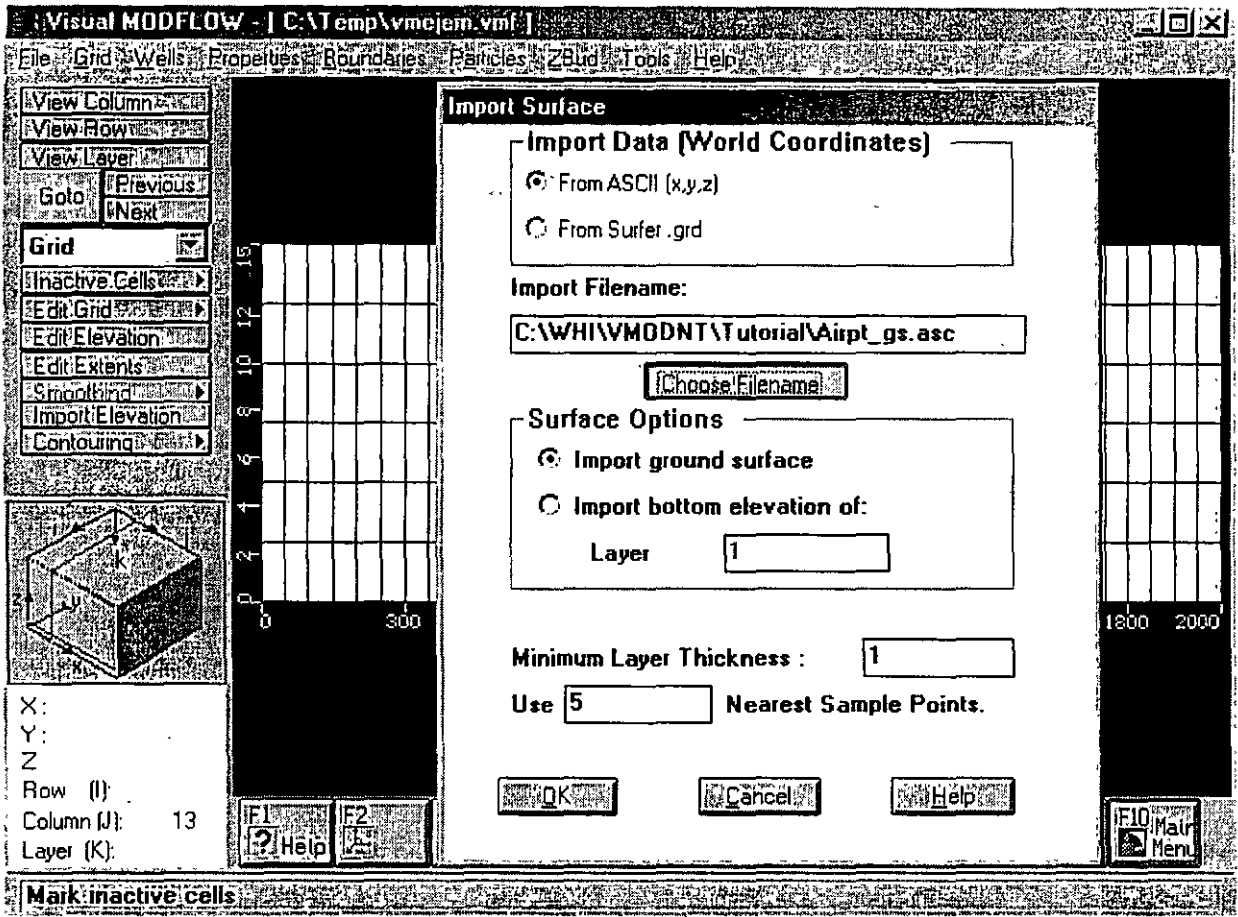 Visual MODFLOW - [ C:\Temp\vmejem.vmf ]
File Grid Wells Properties Boundaries Particles ZBud Tools Help
View Column
View Row
View Layer
Goto
Previous
Next
Grid
Inactive Cells
Edit Grid
Edit Elevation
Edit Extents
Smoothing
Import Elevation
Contouring
X:
Y:
Z
Row (I):
Column (J): 13
Layer (K):
Mark inactive cells
15
12
10
8
6
4
2
0
0 300
1800 2000
F1
? Help
F2
F10
Main
Menu
Import Surface
Import Data (World Coordinates)
From ASCII (x,y,z)
From Surfer .grd
Import Filename:
C:\WHI\VMODNT\Tutorial\Airpt_gs.asc
Choose Filename
Surface Options
Import ground surface
Import bottom elevation of:
Layer 1
Minimum Layer Thickness : 1
Use 5 Nearest Sample Points.
OK Cancel Help